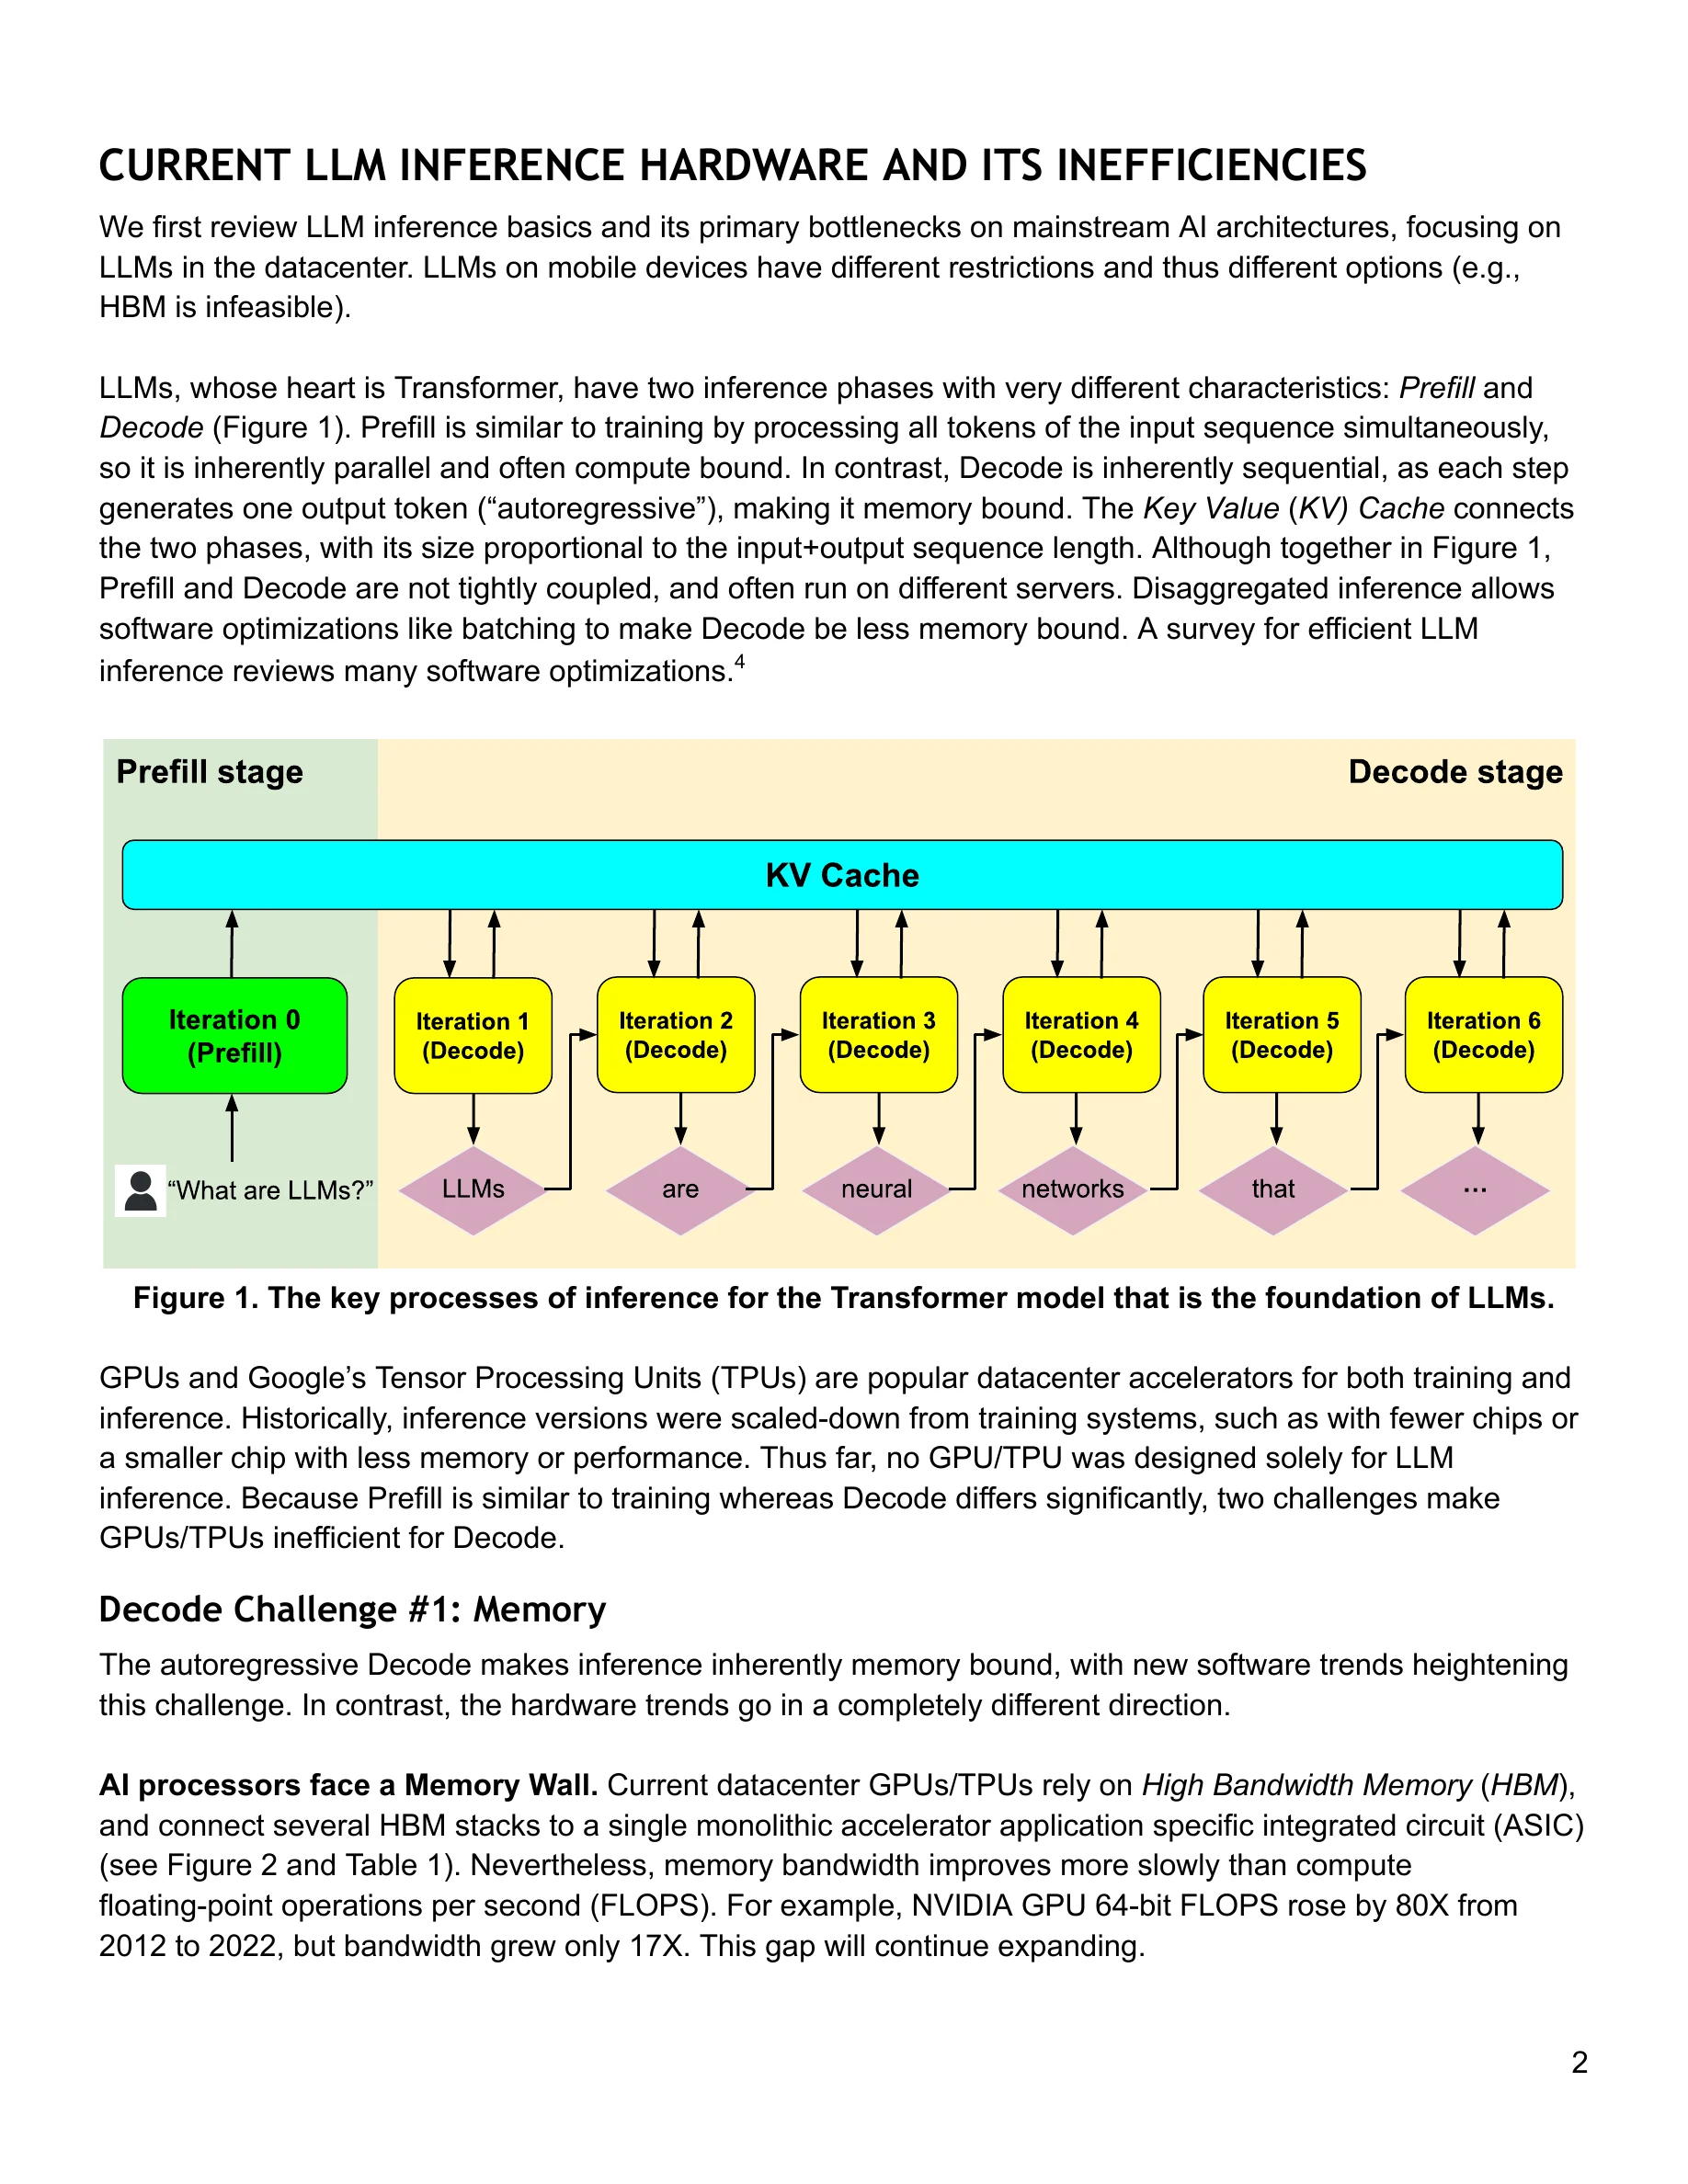 CURRENT LLM INFERENCE HARDWARE AND ITS INEFFICIENCIES
We first review LLM inference basics and its primary bottlenecks on mainstream AI architectures, focusing on
LLMs in the datacenter. LLMs on mobile devices have different restrictions and thus different options (e.g.,
HBM is infeasible).
LLMs, whose heart is Transformer, have two inference phases with very different characteristics: Prefill and
Decode (Figure 1). Prefill is similar to training by processing all tokens of the input sequence simultaneously,
so it is inherently parallel and often compute bound. In contrast, Decode is inherently sequential, as each step
generates one output token (“autoregressive”), making it memory bound. The Key Value (KV) Cache connects
the two phases, with its size proportional to the input+output sequence length. Although together in Figure 1,
Prefill and Decode are not tightly coupled, and often run on different servers. Disaggregated inference allows
software optimizations like batching to make Decode be less memory bound. A survey for efficient LLM
inference reviews many software optimizations.4
Prefill stage
Decode stage
KV Cache
Iteration 0
(Prefill)
Iteration 1
(Decode)
Iteration 2
(Decode)
Iteration 3
(Decode)
Iteration 4
(Decode)
Iteration 5
(Decode)
Iteration 6
(Decode)
“What are LLMs?”
LLMs
are
neural
networks
that
...
Figure 1. The key processes of inference for the Transformer model that is the foundation of LLMs.
GPUs and Google’s Tensor Processing Units (TPUs) are popular datacenter accelerators for both training and
inference. Historically, inference versions were scaled-down from training systems, such as with fewer chips or
a smaller chip with less memory or performance. Thus far, no GPU/TPU was designed solely for LLM
inference. Because Prefill is similar to training whereas Decode differs significantly, two challenges make
GPUs/TPUs inefficient for Decode.
Decode Challenge #1: Memory
The autoregressive Decode makes inference inherently memory bound, with new software trends heightening
this challenge. In contrast, the hardware trends go in a completely different direction.
AI processors face a Memory Wall. Current datacenter GPUs/TPUs rely on High Bandwidth Memory (HBM),
and connect several HBM stacks to a single monolithic accelerator application specific integrated circuit (ASIC)
(see Figure 2 and Table 1). Nevertheless, memory bandwidth improves more slowly than compute
floating-point operations per second (FLOPS). For example, NVIDIA GPU 64-bit FLOPS rose by 80X from
2012 to 2022, but bandwidth grew only 17X. This gap will continue expanding.
2